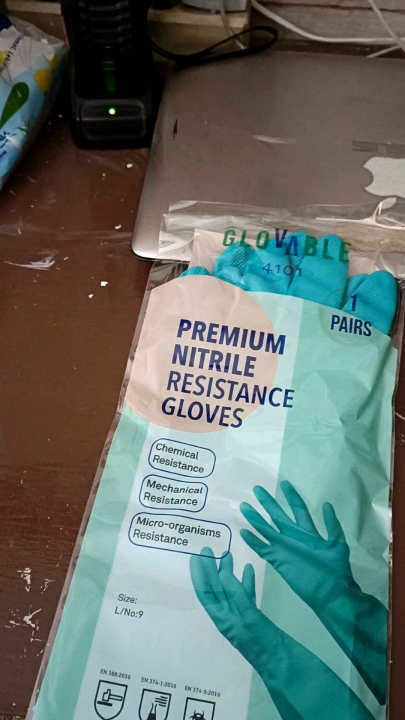 GLOVABLE
4101
1
PAIRS
PREMIUM
NITRILE
RESISTANCE
GLOVES
Chemical
Resistance
Mechanical
Resistance
Micro-organisms
Resistance
Size:
L/No:9
EN 388:2016 EN 374-1:2016 EN 374-5:2016